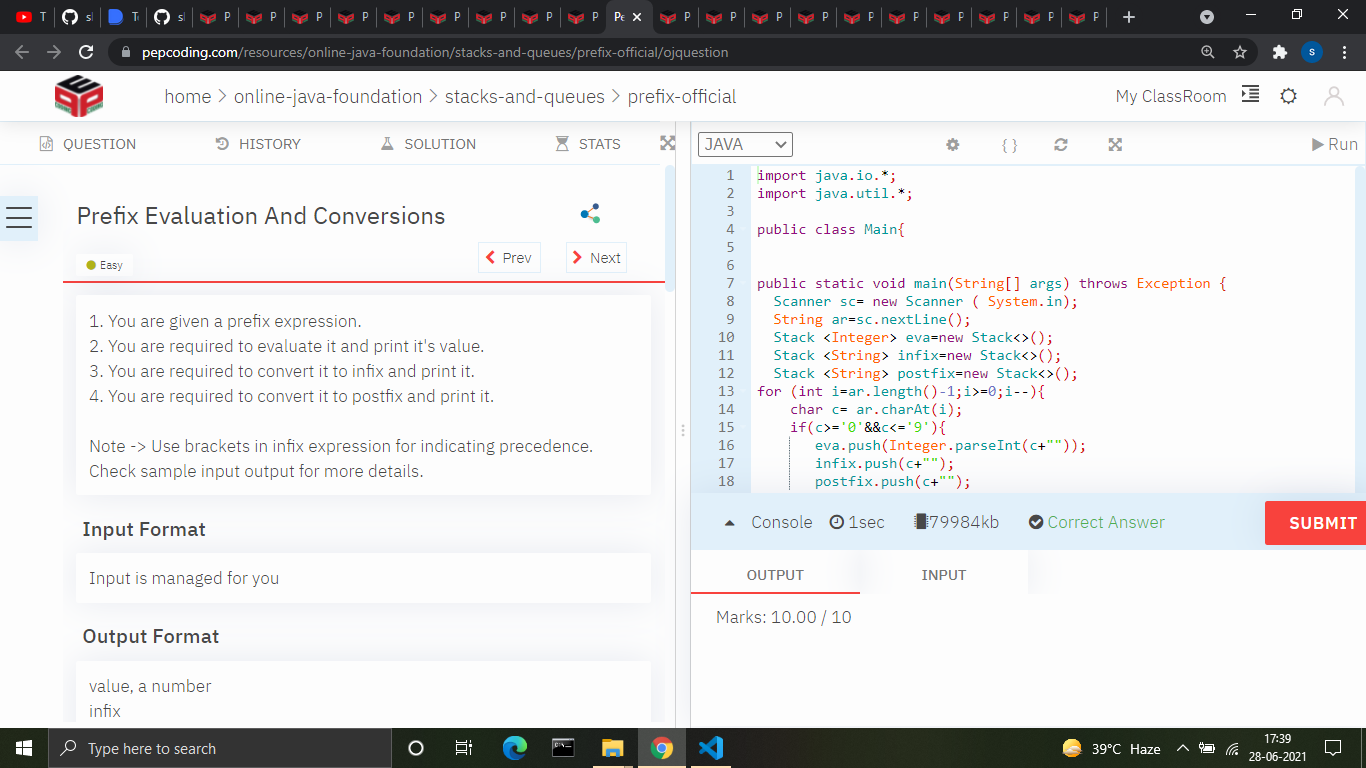 pepcoding.com/resources/online-java-foundation/stacks-and-queues/prefix-official/ojquestion
home > online-java-foundation > stacks-and-queues > prefix-official
My ClassRoom
QUESTION HISTORY SOLUTION STATS
Prefix Evaluation And Conversions
Easy
Prev Next
1. You are given a prefix expression.
2. You are required to evaluate it and print it's value.
3. You are required to convert it to infix and print it.
4. You are required to convert it to postfix and print it.
Note -> Use brackets in infix expression for indicating precedence.
Check sample input output for more details.
Input Format
Input is managed for you
Output Format
value, a number
infix
JAVA
{ }
Run
1 import java.io.*;
2 import java.util.*;
3
4 public class Main{
5
6
7 public static void main(String[] args) throws Exception {
8 Scanner sc= new Scanner ( System.in);
9 String ar=sc.nextLine();
10 Stack <Integer> eva=new Stack<>();
11 Stack <String> infix=new Stack<>();
12 Stack <String> postfix=new Stack<>();
13 for (int i=ar.length()-1;i>=0;i--){
14 char c= ar.charAt(i);
15 if(c>='0'&&c<='9'){
16 eva.push(Integer.parseInt(c+""));
17 infix.push(c+"");
18 postfix.push(c+"");
Console 1sec 79984kb Correct Answer
SUBMIT
OUTPUT INPUT
Marks: 10.00 / 10
Type here to search
39°C Haze
17:39
28-06-2021